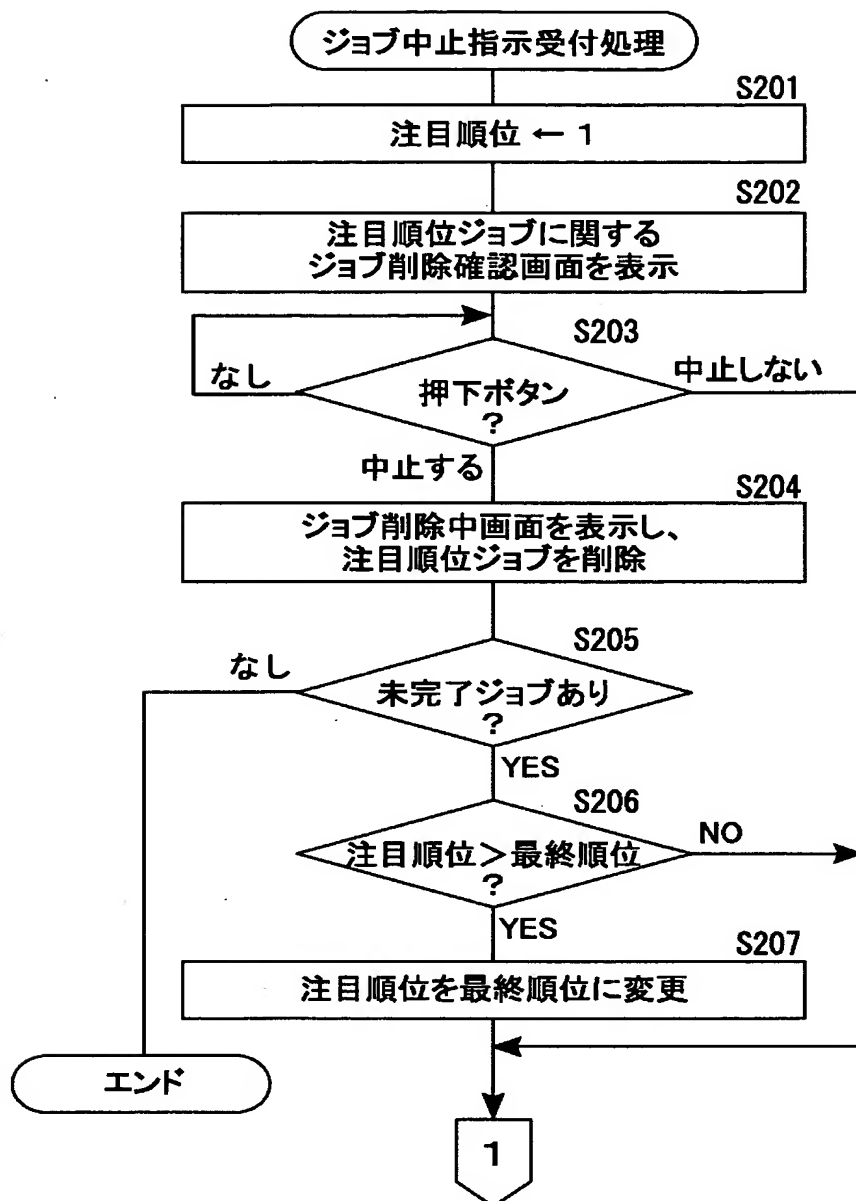 ジョブ中止指示受付処理
S201
注目順位 ← 1
S202
注目順位ジョブに関する
ジョブ削除確認画面を表示
S203
なし
押下ボタン
?
中止しない
中止する
S204
ジョブ削除中画面を表示し、
注目順位ジョブを削除
S205
なし
未完了ジョブあり
?
YES
S206
注目順位>最終順位
?
NO
YES
S207
注目順位を最終順位に変更
エンド
1